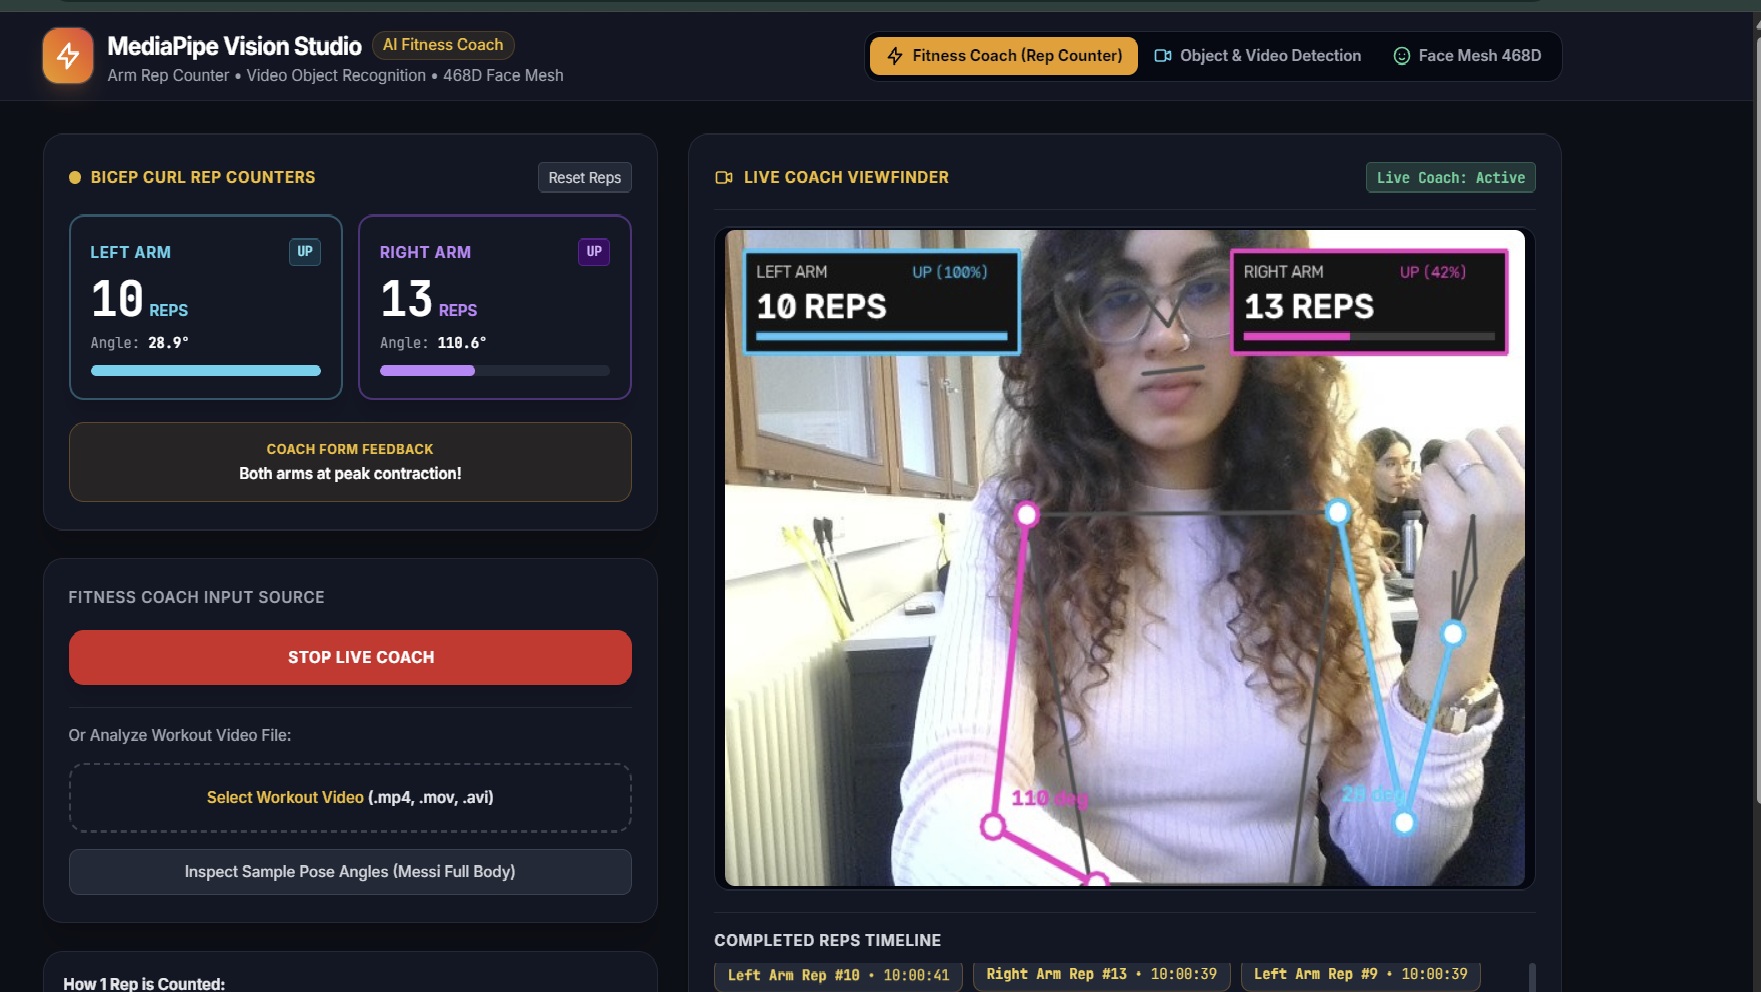 MediaPipe Vision Studio
AI Fitness Coach
Arm Rep Counter • Video Object Recognition • 468D Face Mesh
Fitness Coach (Rep Counter)
Object & Video Detection
Face Mesh 468D
BICEP CURL REP COUNTERS
Reset Reps
LEFT ARM
UP
10 REPS
Angle: 28.9°
RIGHT ARM
UP
13 REPS
Angle: 110.6°
COACH FORM FEEDBACK
Both arms at peak contraction!
FITNESS COACH INPUT SOURCE
STOP LIVE COACH
Or Analyze Workout Video File:
Select Workout Video (.mp4, .mov, .avi)
Inspect Sample Pose Angles (Messi Full Body)
How 1 Rep is Counted:
LIVE COACH VIEWFINDER
Live Coach: Active
LEFT ARM
UP (100%)
10 REPS
RIGHT ARM
UP (42%)
13 REPS
110 deg
28 deg
COMPLETED REPS TIMELINE
Left Arm Rep #10 • 10:00:41
Right Arm Rep #13 • 10:00:39
Left Arm Rep #9 • 10:00:39